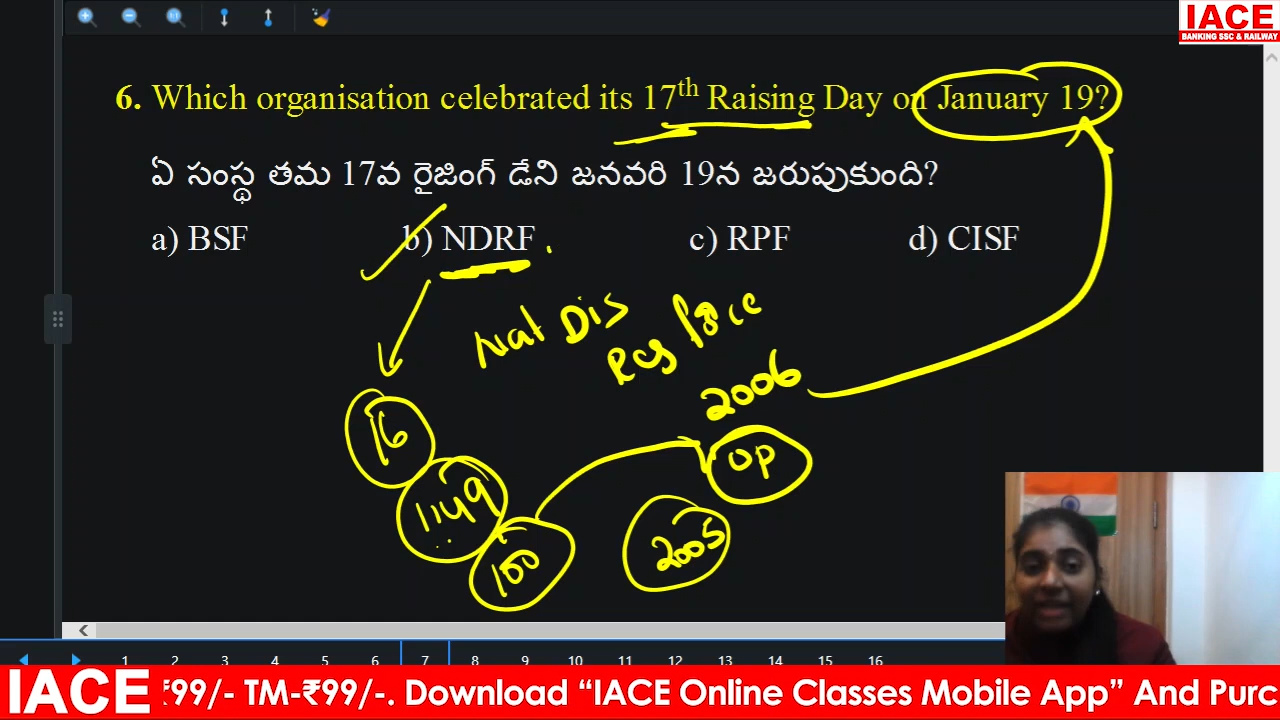 IACE
BANKING SSC & RAILWAY
6. Which organisation celebrated its 17th Raising Day on January 19?
ఏ సంస్థ తమ 17వ రైజింగ్ డేని జనవరి 19న జరుపుకుంది?
a) BSF b) NDRF c) RPF d) CISF
Nat Dis
Res Force
2006
16
OP
1149
2005
150
1 2 3 4 5 6 7 8 9 10 11 12 13 14 15 16
IACE ₹99/- TM-₹99/-. Download “IACE Online Classes Mobile App” And Purc